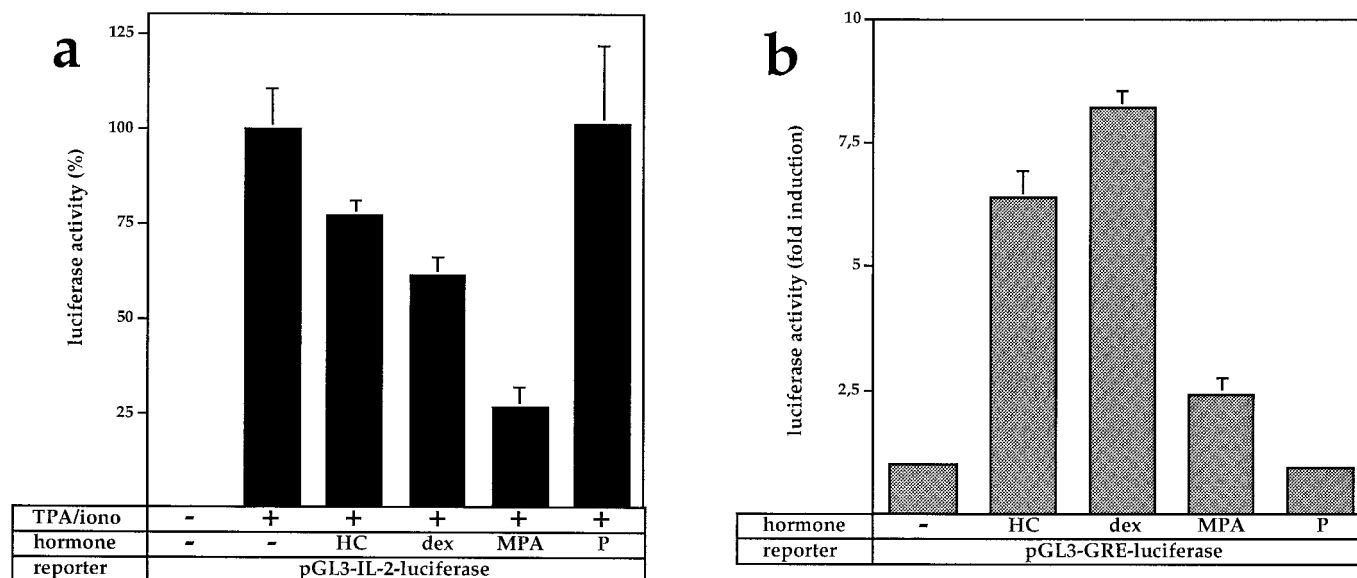 a
125
100
75
50
25
luciferase activity (%)
TPA/iono - + + + + +
hormone - - HC dex MPA P
reporter pGL3-IL-2-luciferase
b
10
7,5
5
2,5
luciferase activity (fold induction)
hormone - HC dex MPA P
reporter pGL3-GRE-luciferase